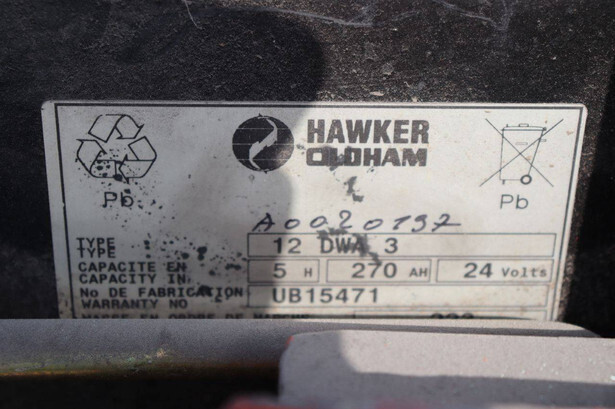 HAWKER
OLDHAM
Pb
Pb
A0020197
TYPE 12 DWA 3
TYPE
CAPACITE EN 5 H 270 AH 24 Volts
CAPACITY IN
No DE FABRICATION UB15471
WARRANTY NO